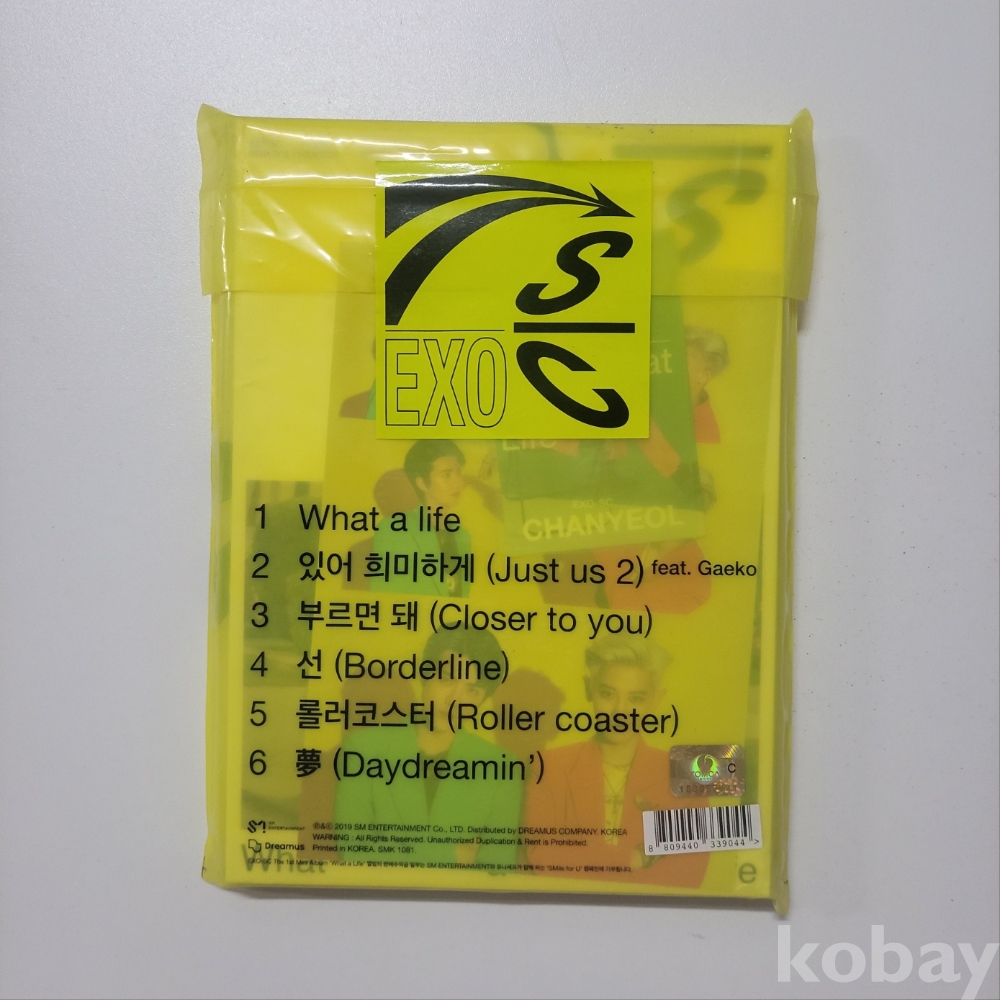 S
C
EXO
CHANYEOL
1 What a life
2 있어 희미하게 (Just us 2) feat. Gaeko
3 부르면 돼 (Closer to you)
4 선 (Borderline)
5 롤러코스터 (Roller coaster)
6 夢 (Daydreamin')
SM ENTERTAINMENT
Dreamus
℗&© 2019 SM ENTERTAINMENT Co., LTD. Distributed by DREAMUS COMPANY. KOREA
WARNING : All Rights Reserved. Unauthorized Duplication & Rent is Prohibited.
Printed in KOREA. SMK 1081.
8 809440 339044 >
What a e
kobay